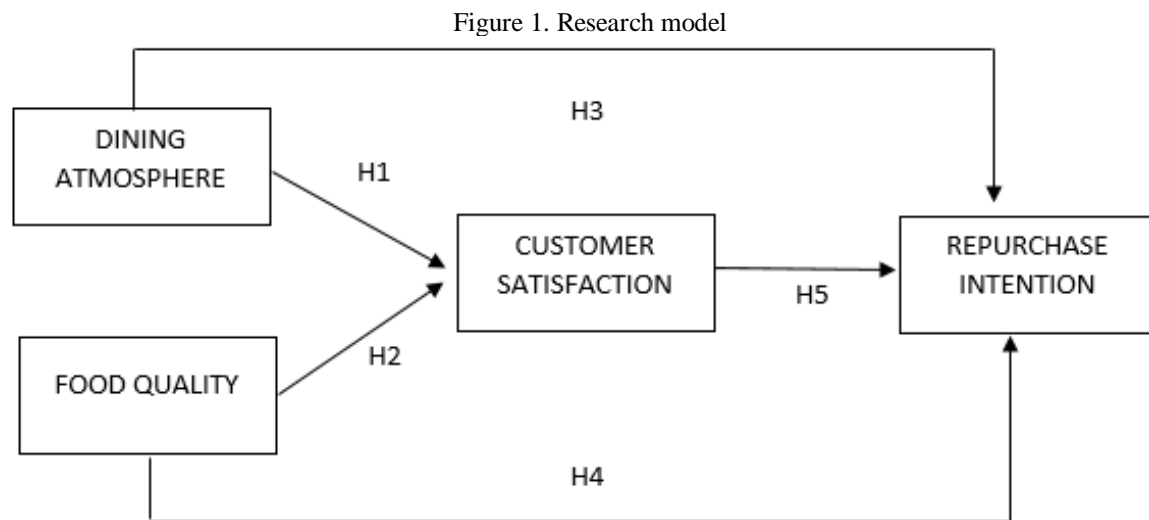 Figure 1. Research model
H3
DINING
ATMOSPHERE
H1
CUSTOMER
SATISFACTION
REPURCHASE
INTENTION
H5
H2
FOOD QUALITY
H4